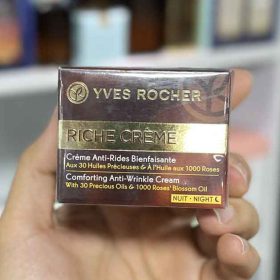 YVES ROCHER
RICHE CRÈME
Crème Anti-Rides Bienfaisante
Aux 30 Huiles Précieuses & À l'Huile aux 1000 Roses
Comforting Anti-Wrinkle Cream
With 30 Precious Oils & 1000 Roses' Blossom Oil
NUIT • NIGHT